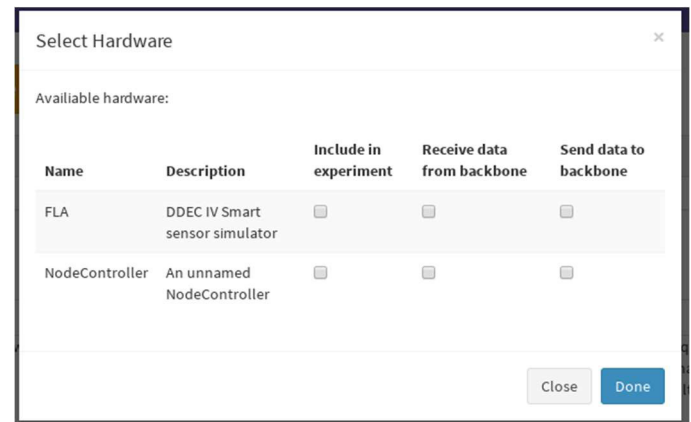 Select Hardware ×
Availiable hardware:
Include in Receive data Send data to
Name Description experiment from backbone backbone
FLA DDEC IV Smart
sensor simulator
NodeController An unnamed
NodeController
Close Done